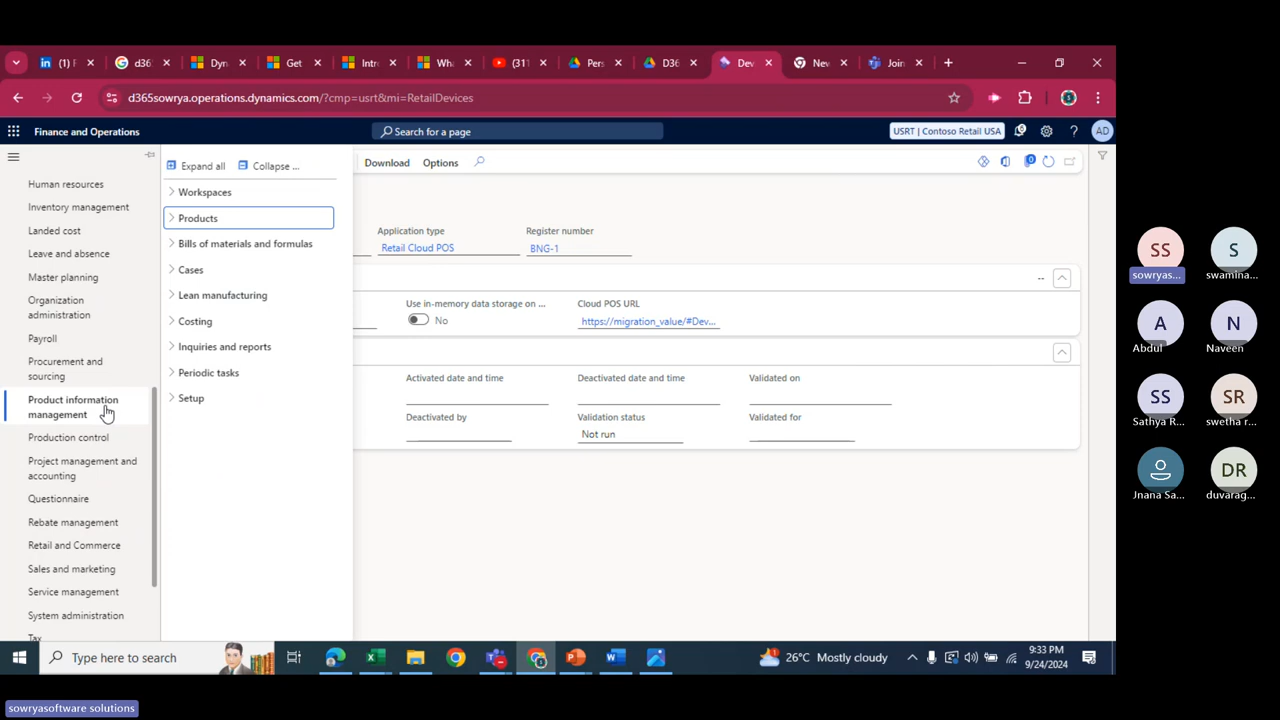 (1) F
d36
Dyn
Get
Intro
Wha
(311
Pers
D36
Dev
Nev
Join
d365sowrya.operations.dynamics.com/?cmp=usrt&mi=RetailDevices
Finance and Operations
Search for a page
USRT | Contoso Retail USA
AD
Human resources
Inventory management
Landed cost
Leave and absence
Master planning
Organization
administration
Payroll
Procurement and
sourcing
Product information
management
Production control
Project management and
accounting
Questionnaire
Rebate management
Retail and Commerce
Sales and marketing
Service management
System administration
Tax
Expand all
Collapse ...
Workspaces
Products
Bills of materials and formulas
Cases
Lean manufacturing
Costing
Inquiries and reports
Periodic tasks
Setup
Download
Options
0
Application type
Register number
Retail Cloud POS
BNG-1
--
Use in-memory data storage on ...
Cloud POS URL
No
https://migration_value/#Dev...
Activated date and time
Deactivated date and time
Validated on
Deactivated by
Validation status
Validated for
Not run
SS
sowryas...
S
swamina...
A
Abdul
N
Naveen
SS
Sathya R...
SR
swetha r...
Jnana Sa...
DR
duvarag...
Type here to search
26°C Mostly cloudy
9:33 PM
9/24/2024
sowryasoftware solutions